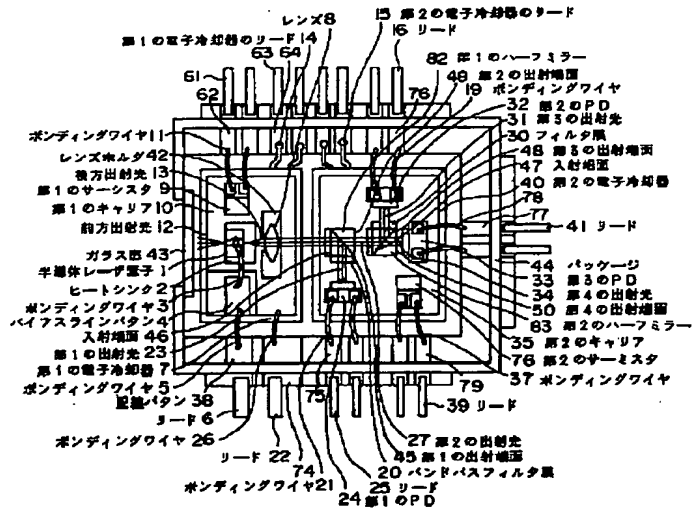 レンズ8
15 第2の電子冷却器のリード
第1の電子冷却器のリード14
16 リード
63 64
61
62
82 第1のハーフミラー
76
49 第2の出射端面
19 ボンディングワイヤ
32 第2のPD
31 第3の出射光
30 フィルタ膜
48 第3の出射端面
47 入射端面
40 第2の電子冷却器
78
77
41 リード
44 パッケージ
33 第3のPD
34 第4の出射光
50 第4の出射端面
83 第2のハーフミラー
35 第2のキャリア
76 第2のサーミスタ
37 ボンディングワイヤ
ボンディングワイヤ11
レンズホルダ42
後方出射光13
第1のサーシスタ9
第1のキャリア10
前方出射光12
ガラス窓43
半導体レーザ素子1
ヒートシンク2
ボンディングワイヤ3
バイアスラインパタン4
入射端面46
第1の出射光23
第1の電子冷却器7
ボンディングワイヤ5
配線パタン38
リード6
ボンディングワイヤ26
リード22
74
75
79
39 リード
ボンディングワイヤ21
27 第2の出射光
45 第1の出射端面
20 バンドパスフィルタ膜
25 リード
24 第1のPD